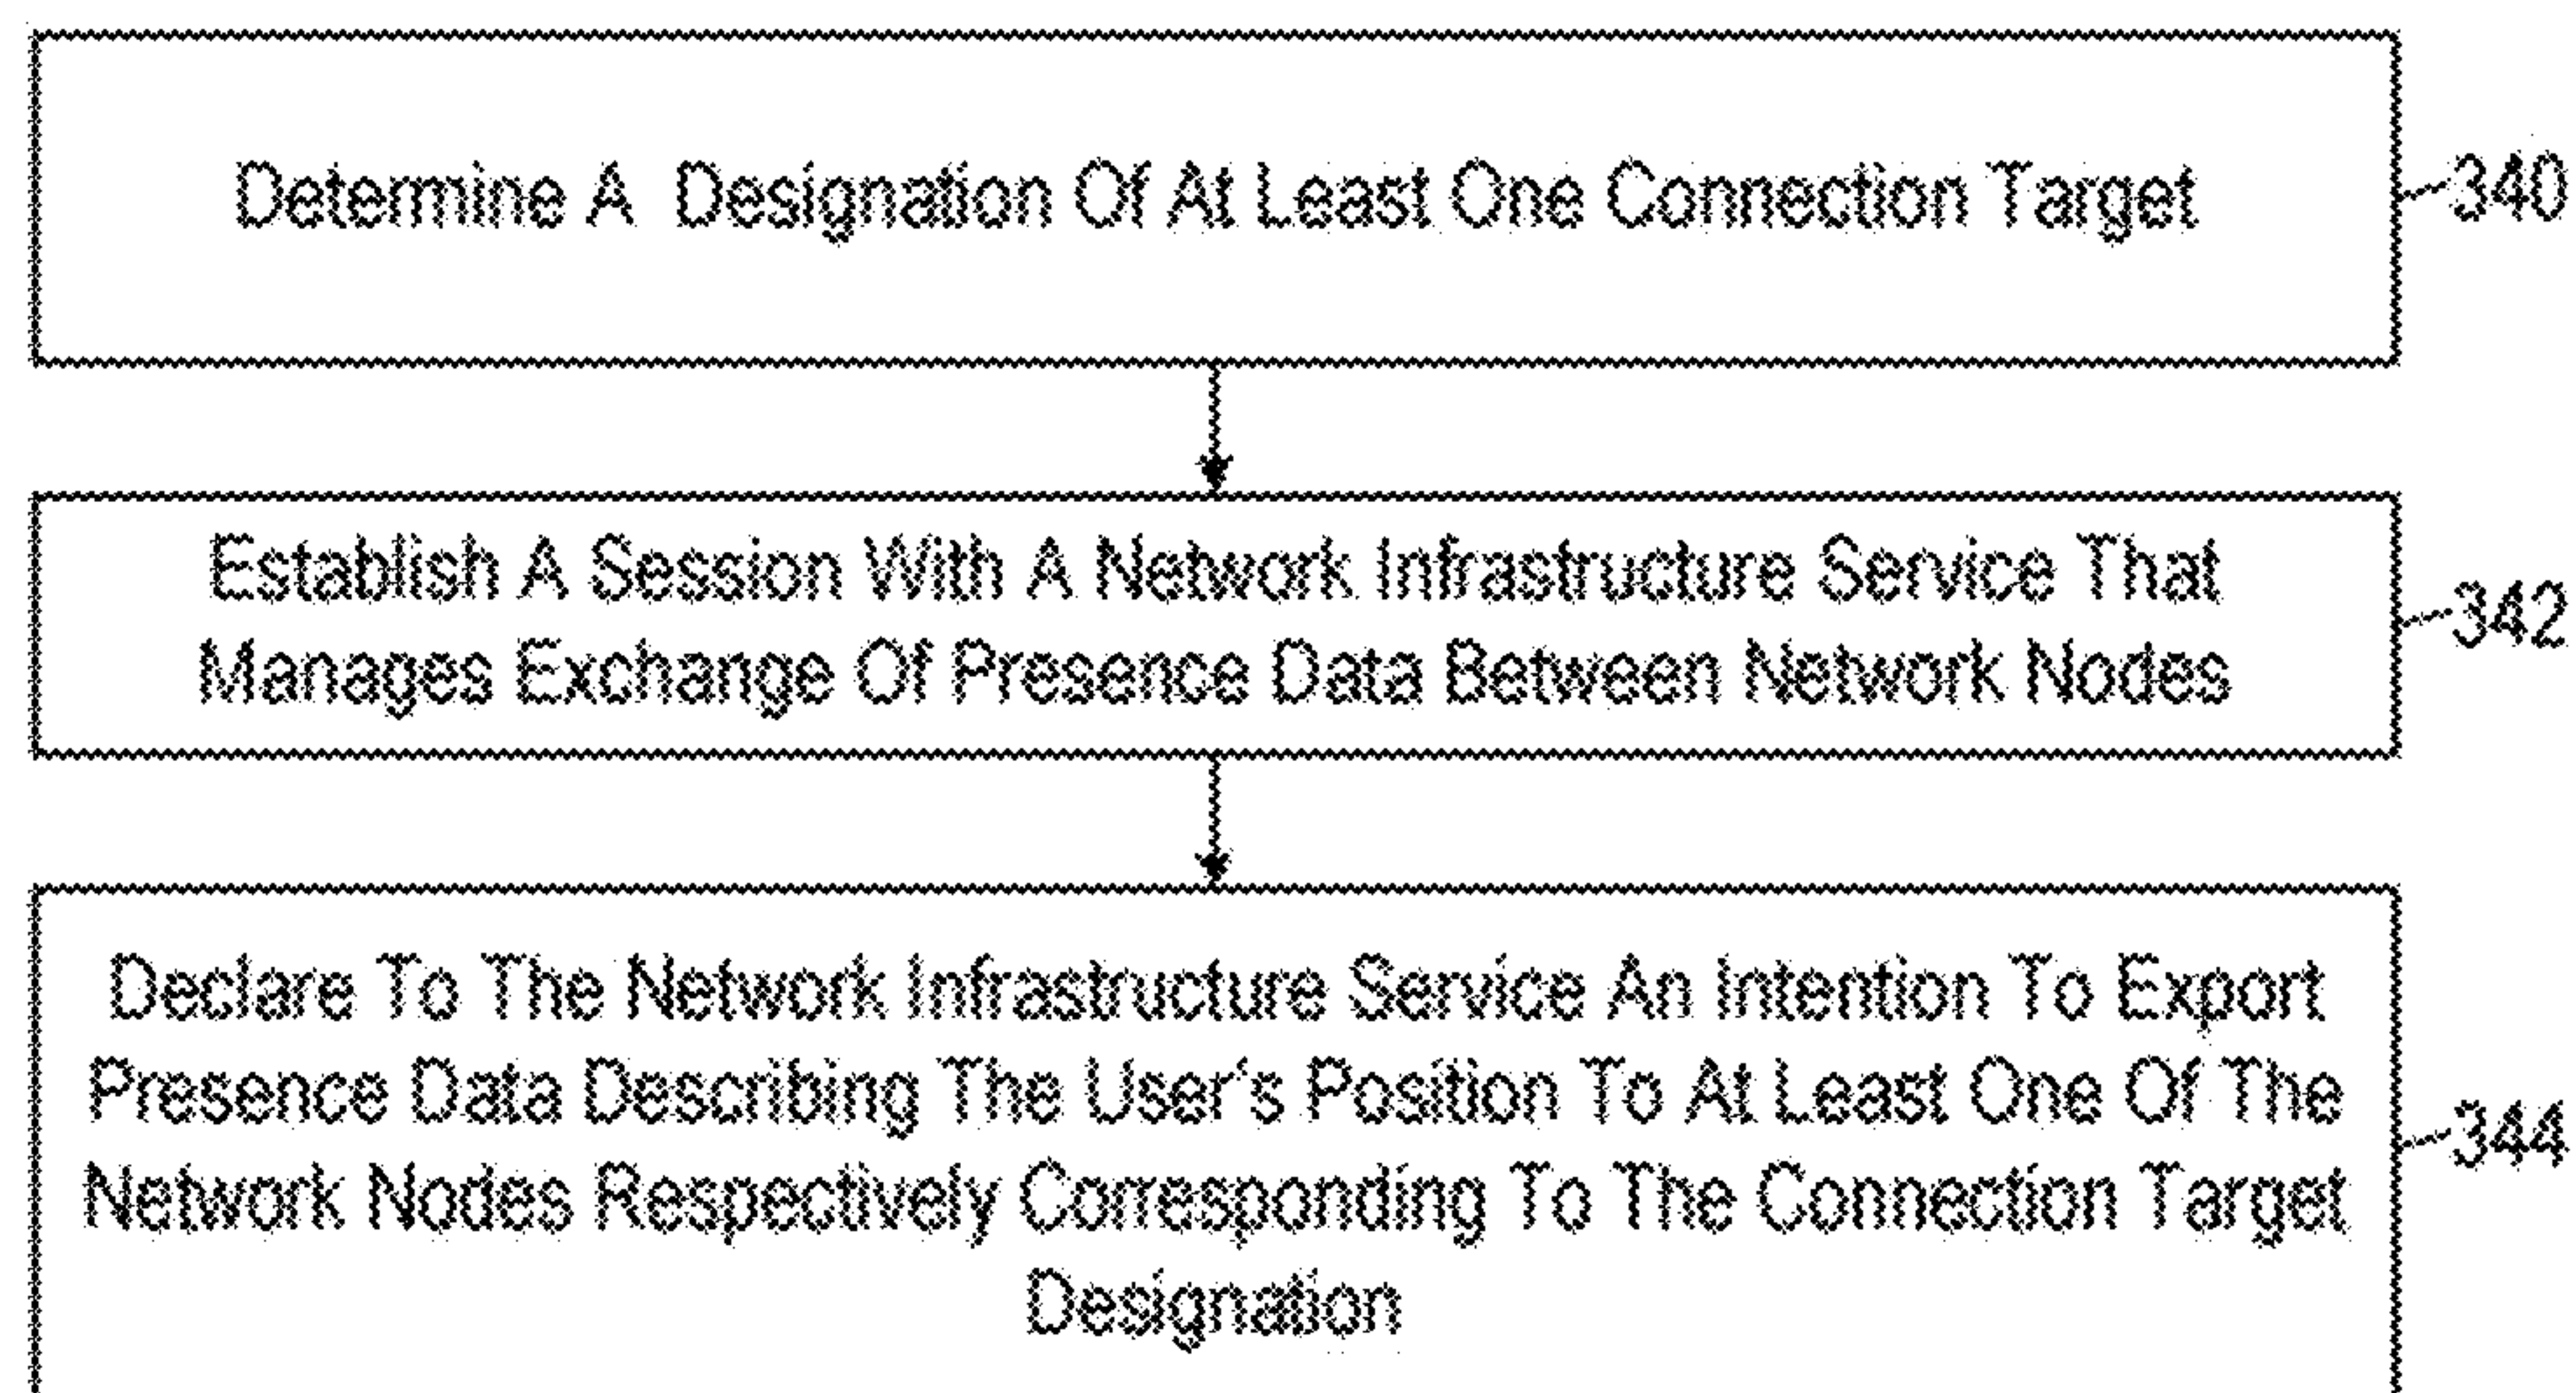 Determine A Designation Of At Least One Connection Target
340
Establish A Session With A Network Infrastructure Service That
Manages Exchange Of Presence Data Between Network Nodes
342
Declare To The Network Infrastructure Service An Intention To Export
Presence Data Describing The User's Position To At Least One Of The
Network Nodes Respectively Corresponding To The Connection Target
Designation
344